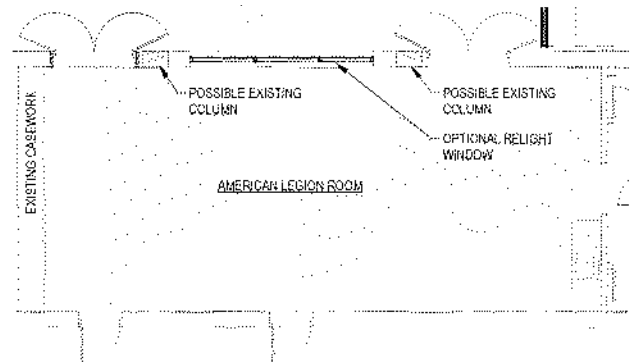 POSSIBLE EXISTING
COLUMN
POSSIBLE EXISTING
COLUMN
OPTIONAL RELIGHT
WINDOW
EXISTING CASEWORK
AMERICAN LEGION ROOM